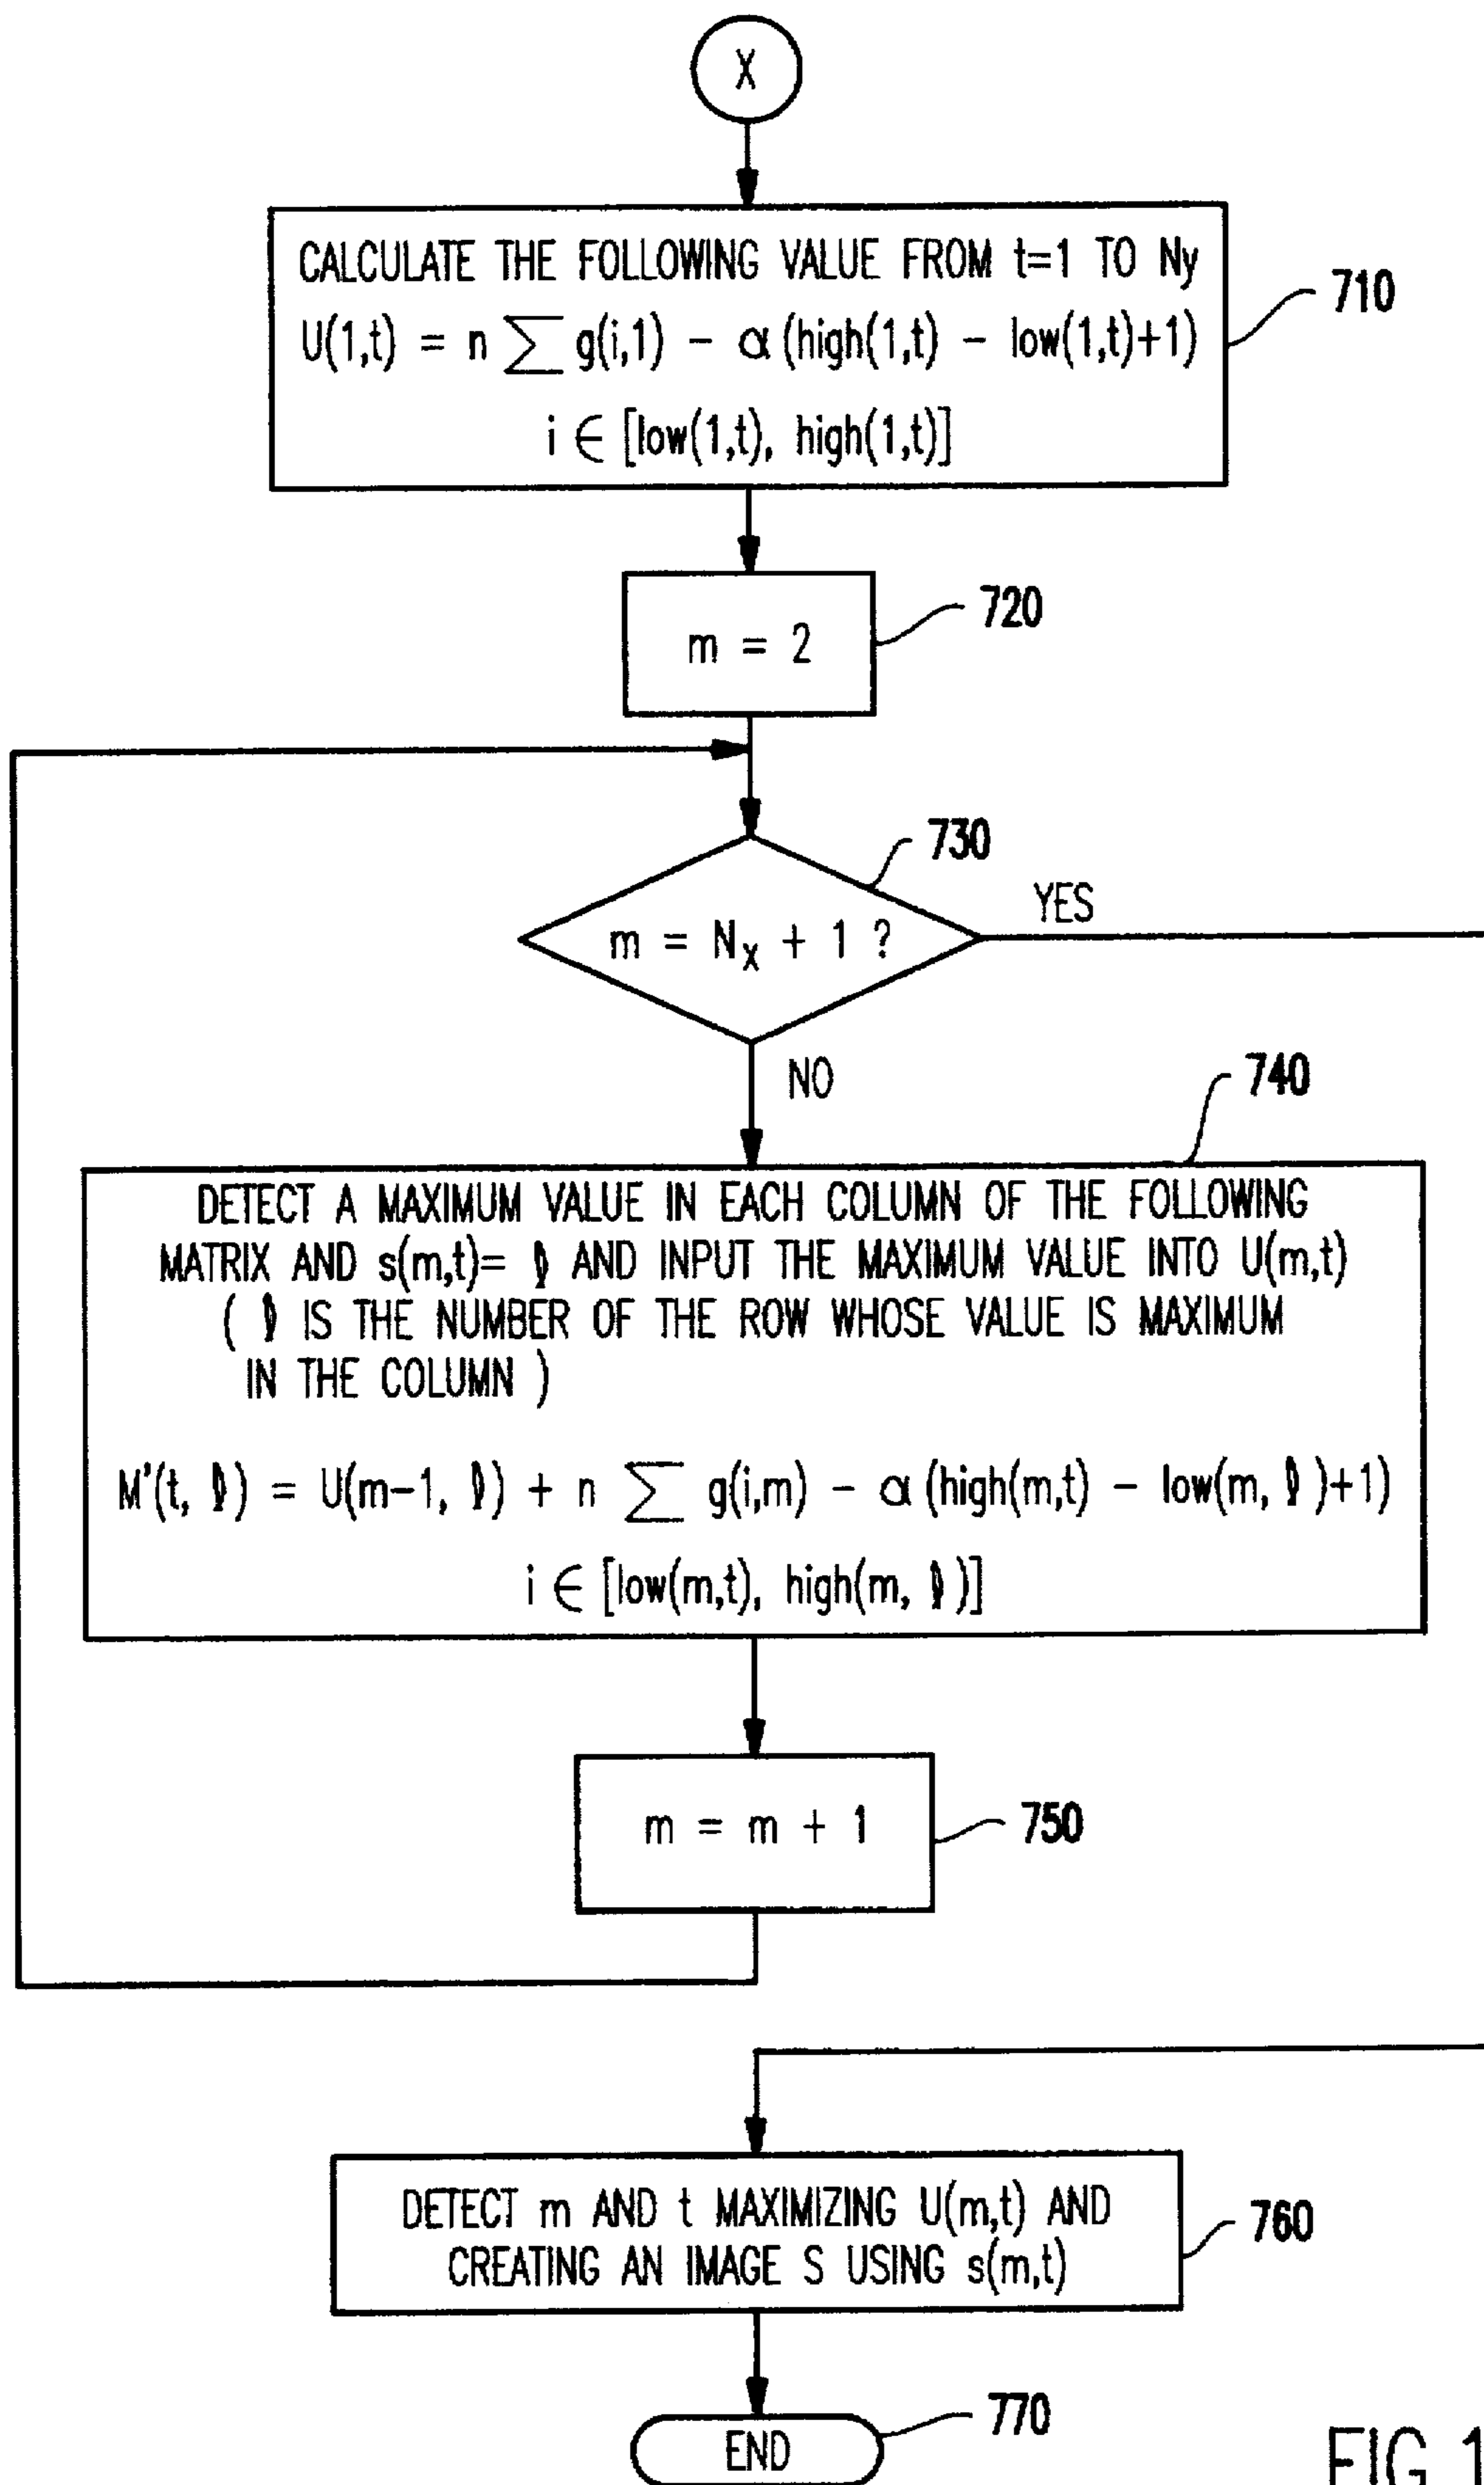 X
CALCULATE THE FOLLOWING VALUE FROM t=1 TO Ny
U(1,t) = n ∑ g(i,1) - α (high(1,t) - low(1,t)+1)
i ∈ [low(1,t), high(1,t)]
710
m = 2
720
730
m = Nx + 1 ?
YES
NO
740
DETECT A MAXIMUM VALUE IN EACH COLUMN OF THE FOLLOWING
MATRIX AND s(m,t)= AND INPUT THE MAXIMUM VALUE INTO U(m,t)
( IS THE NUMBER OF THE ROW WHOSE VALUE IS MAXIMUM
IN THE COLUMN )
M'(t, ) = U(m-1, ) + n ∑ g(i,m) - α (high(m,t) - low(m, )+1)
i ∈ [low(m,t), high(m, )]
m = m + 1
750
DETECT m AND t MAXIMIZING U(m,t) AND
CREATING AN IMAGE S USING s(m,t)
760
END
770
FIG.1